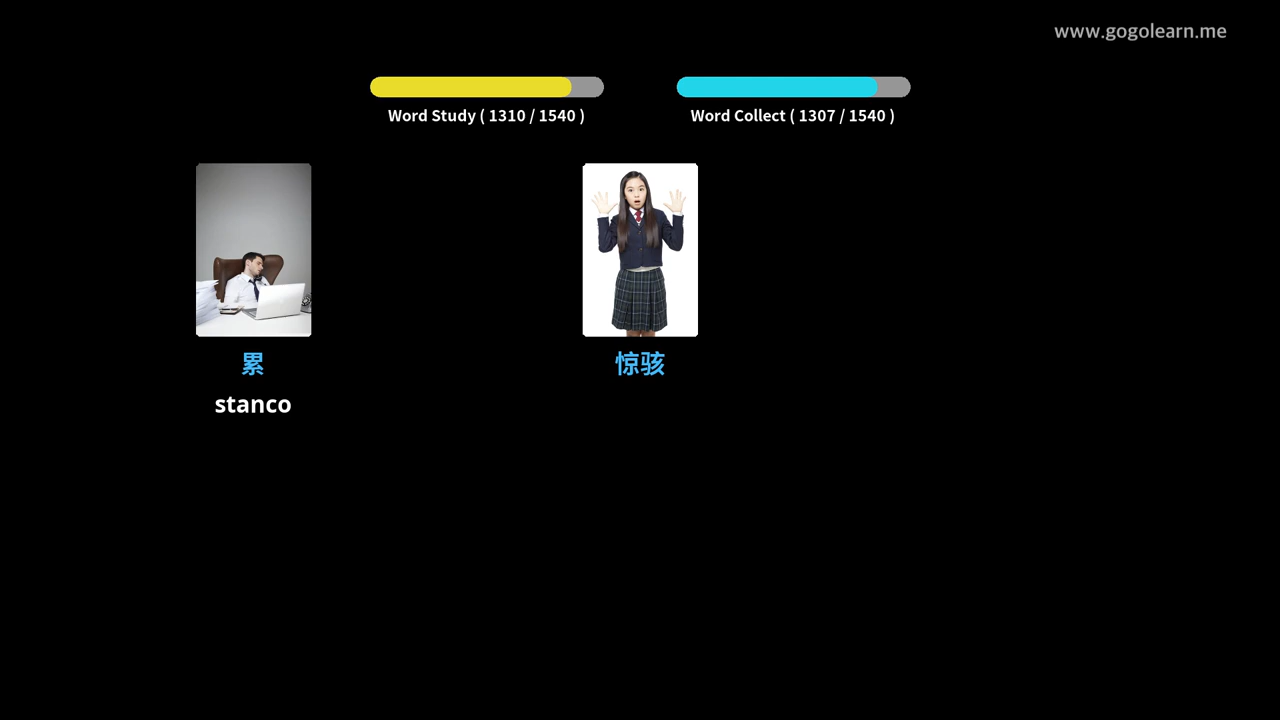 www.gogolearn.me
Word Study ( 1310 / 1540 )
Word Collect ( 1307 / 1540 )
累
惊骇
stanco